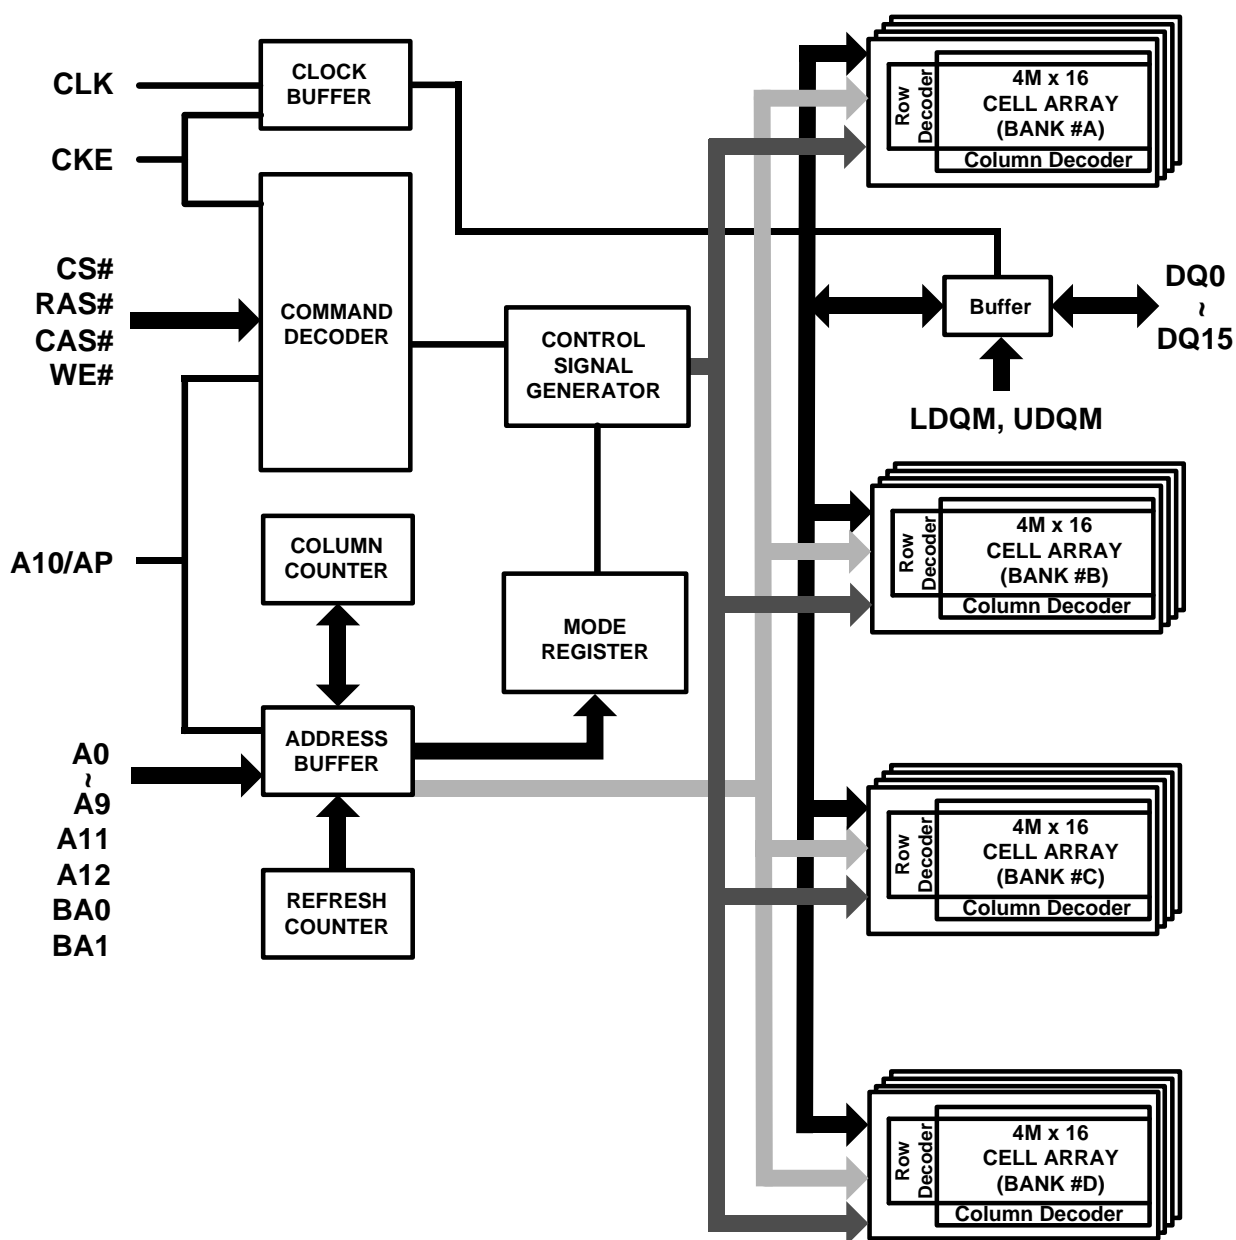 CLK
CKE
CS#
RAS#
CAS#
WE#
A10/AP
A0
~
A9
A11
A12
BA0
BA1
CLOCK
BUFFER
COMMAND
DECODER
COLUMN
COUNTER
ADDRESS
BUFFER
REFRESH
COUNTER
CONTROL
SIGNAL
GENERATOR
MODE
REGISTER
Row
Decoder
4M x 16
CELL ARRAY
(BANK #A)
Column Decoder
Buffer
DQ0
~
DQ15
LDQM, UDQM
Row
Decoder
4M x 16
CELL ARRAY
(BANK #B)
Column Decoder
Row
Decoder
4M x 16
CELL ARRAY
(BANK #C)
Column Decoder
Row
Decoder
4M x 16
CELL ARRAY
(BANK #D)
Column Decoder